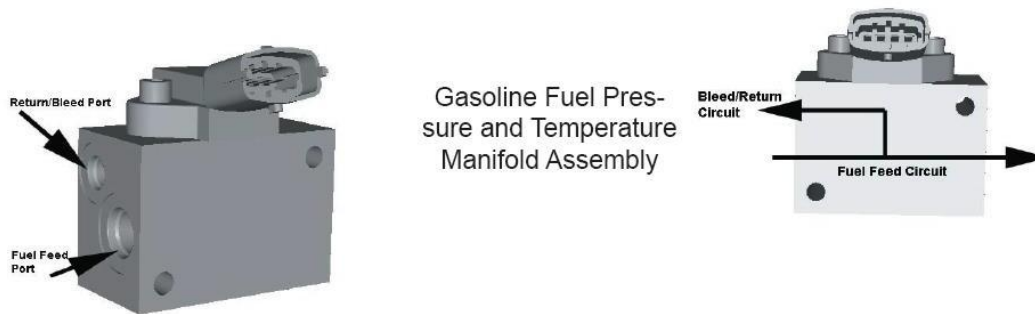 Return/Bleed Port
Fuel Feed
Port
Gasoline Fuel Pres-
sure and Temperature
Manifold Assembly
Bleed/Return
Circuit
Fuel Feed Circuit